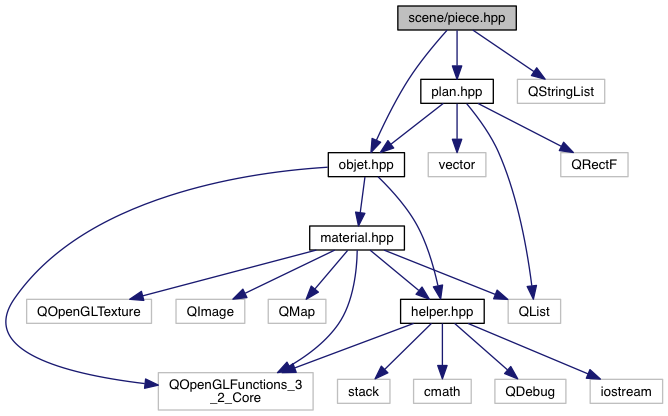 scene/piece.hpp
plan.hpp
QStringList
objet.hpp
vector
QRectF
material.hpp
QOpenGLTexture
QImage
QMap
helper.hpp
QList
QOpenGLFunctions_3
_2_Core
stack
cmath
QDebug
iostream